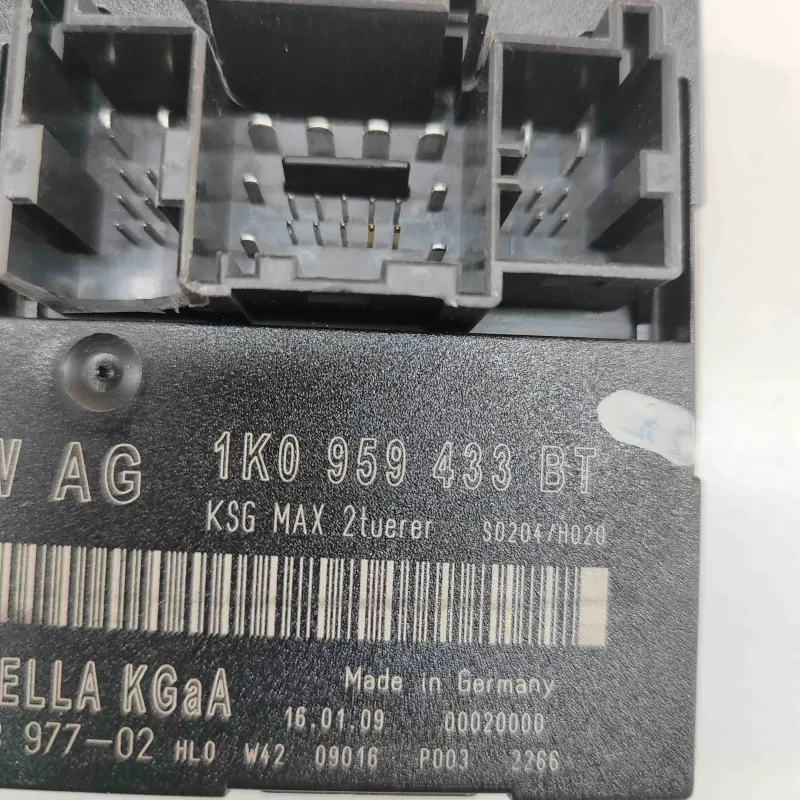 W AG 1K0 959 433 BT
KSG MAX 2tuerer S0204/H020
ELLA KGaA Made in Germany
16.01.09 00020000
977-02 HL0 W42 09016 P003 2266